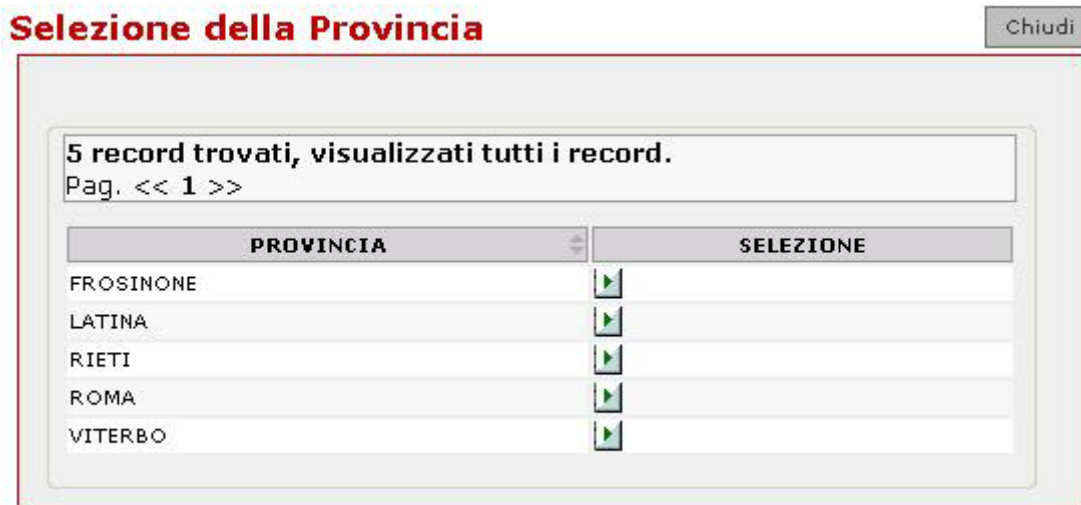 Selezione della Provincia
Chiudi
5 record trovati, visualizzati tutti i record.
Pag. << 1 >>
PROVINCIA SELEZIONE
FROSINONE
LATINA
RIETI
ROMA
VITERBO